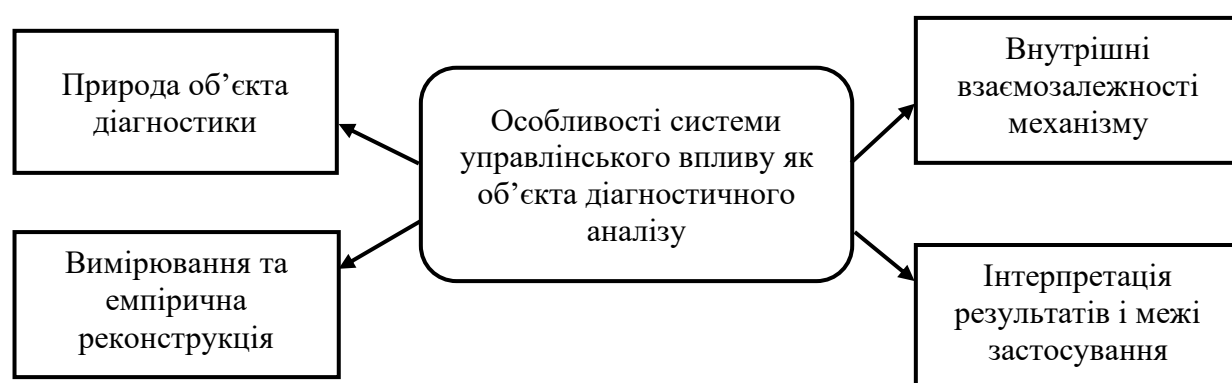 Природа об’єкта
діагностики
Вимірювання та
емпірична
реконструкція
Особливості системи
управлінського впливу як
об’єкта діагностичного
аналізу
Внутрішні
взаємозалежності
механізму
Інтерпретація
результатів і межі
застосування